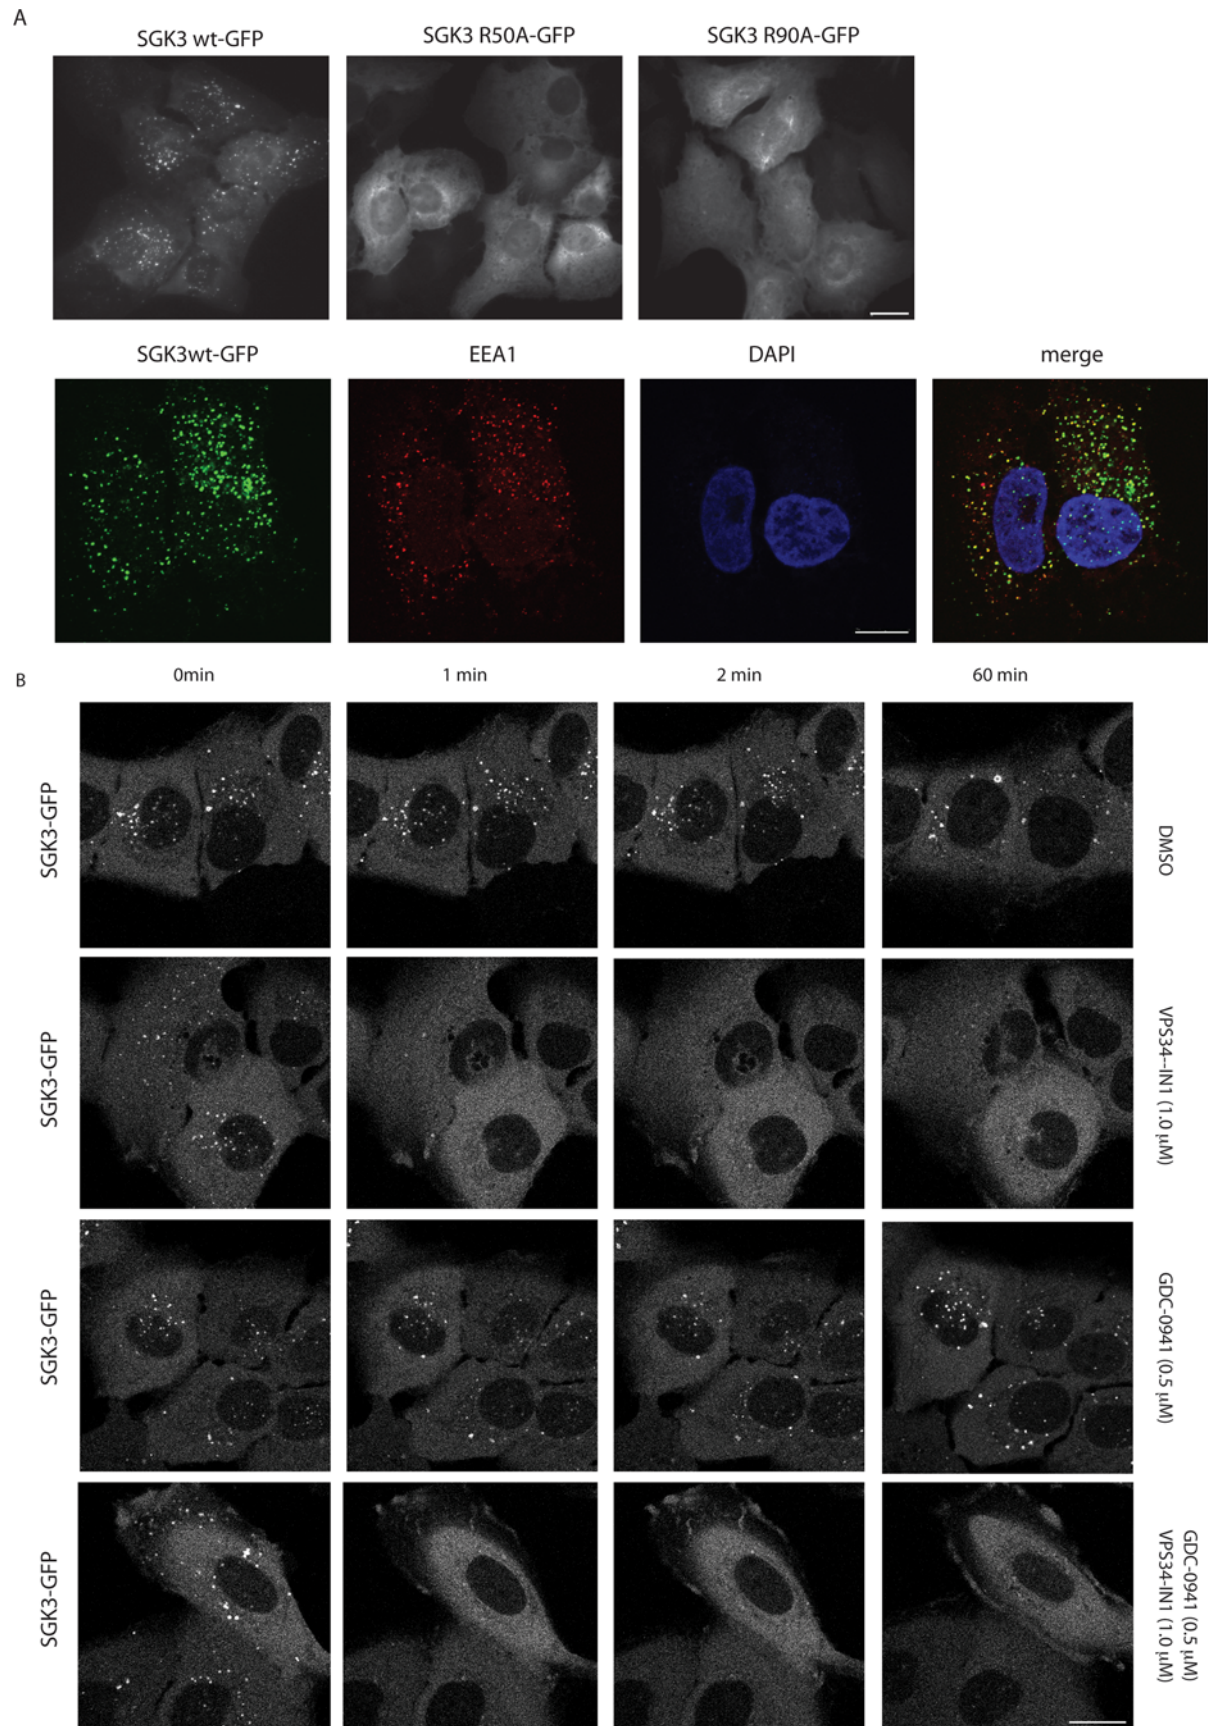 A
SGK3 wt-GFP
SGK3 R50A-GFP
SGK3 R90A-GFP
SGK3wt-GFP
EEA1
DAPI
merge
B
0min
1 min
2 min
60 min
SGK3-GFP
DMSO
SGK3-GFP
VPS34--IN1 (1.0 µM)
SGK3-GFP
GDC-0941 (0.5 µM)
SGK3-GFP
GDC-0941 (0.5 µM)
VPS34-IN1 (1.0 µM)